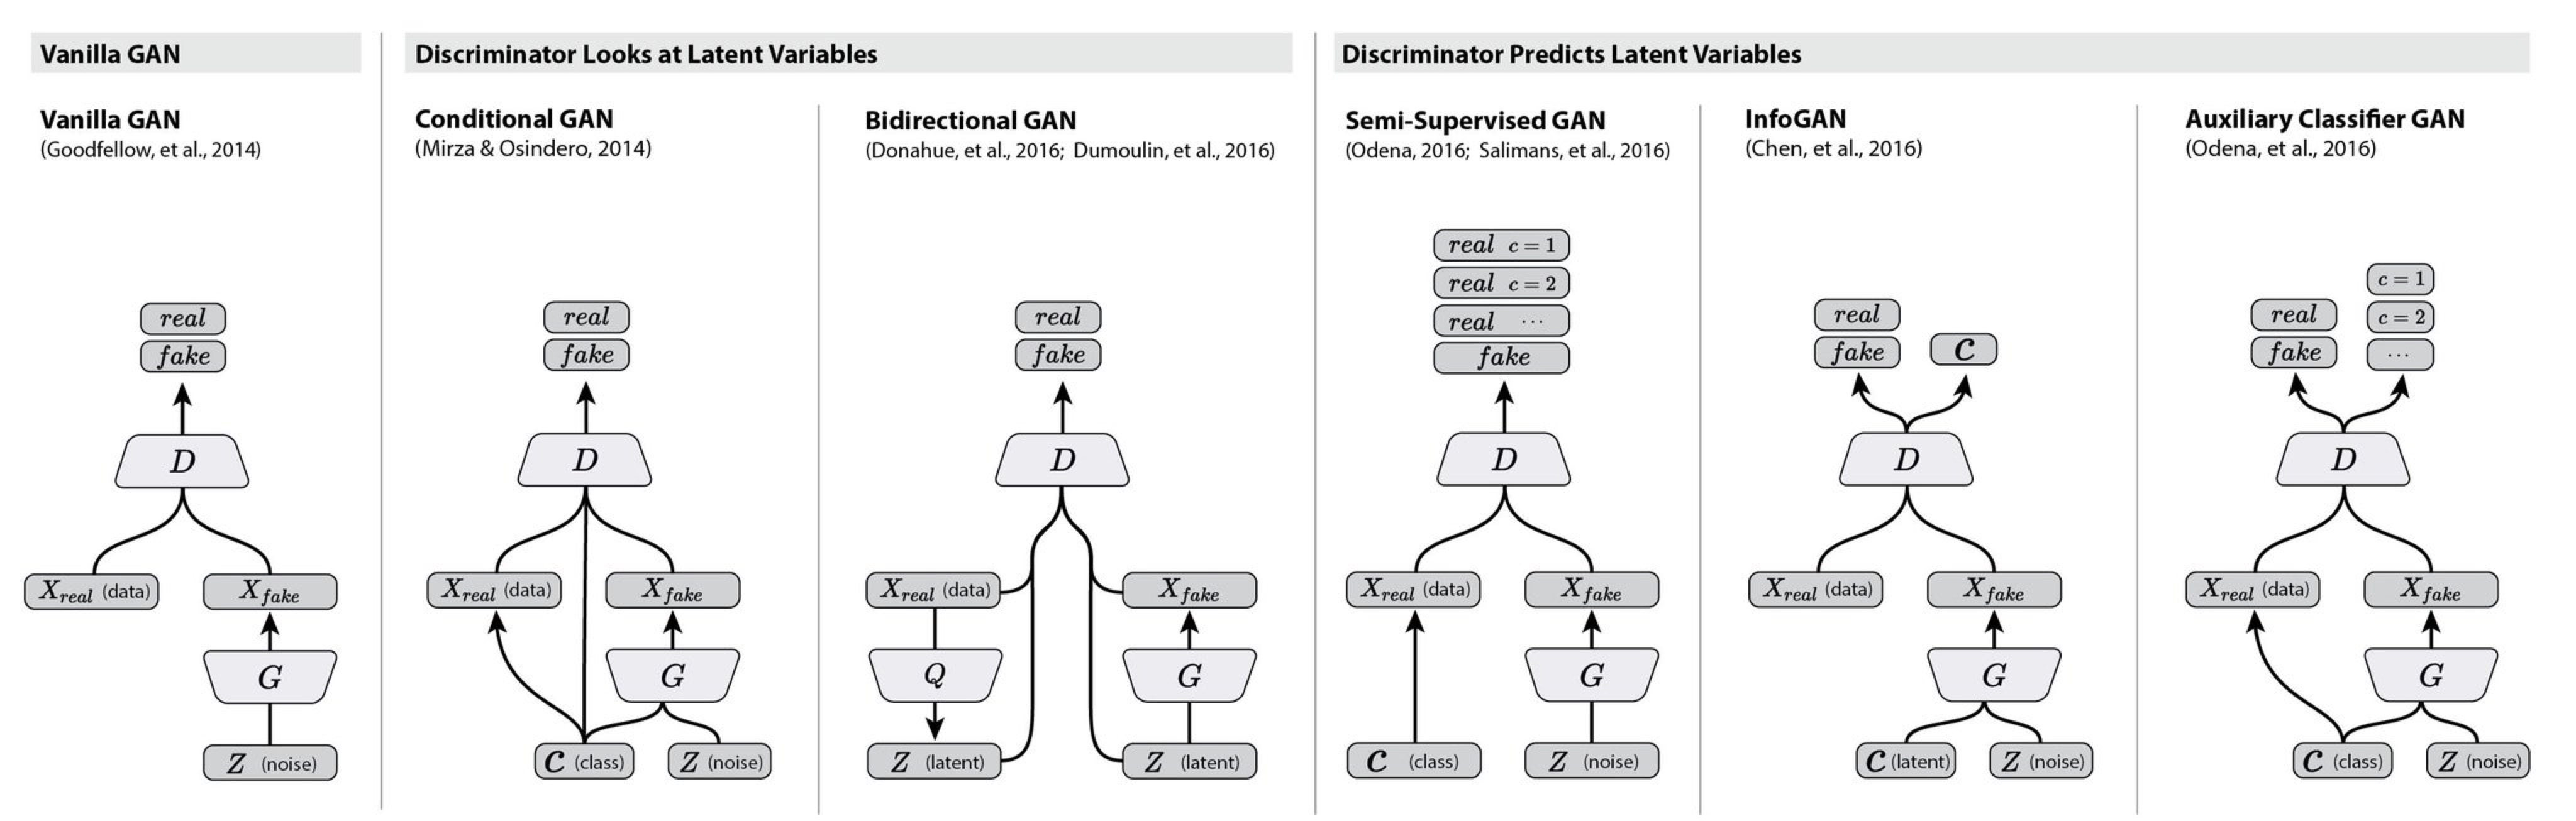 Vanilla GAN
Discriminator Looks at Latent Variables
Discriminator Predicts Latent Variables
Vanilla GAN
(Goodfellow, et al., 2014)
real
fake
D
X_real (data)
X_fake
G
Z (noise)
Conditional GAN
(Mirza & Osindero, 2014)
real
fake
D
X_real (data)
X_fake
G
C (class)
Z (noise)
Bidirectional GAN
(Donahue, et al., 2016; Dumoulin, et al., 2016)
real
fake
D
X_real (data)
X_fake
Q
G
Z (latent)
Z (latent)
Semi-Supervised GAN
(Odena, 2016; Salimans, et al., 2016)
real c = 1
real c = 2
real ...
fake
D
X_real (data)
X_fake
G
C (class)
Z (noise)
InfoGAN
(Chen, et al., 2016)
real
fake
C
D
X_real (data)
X_fake
G
C (latent)
Z (noise)
Auxiliary Classifier GAN
(Odena, et al., 2016)
real
fake
c = 1
c = 2
...
D
X_real (data)
X_fake
G
C (class)
Z (noise)